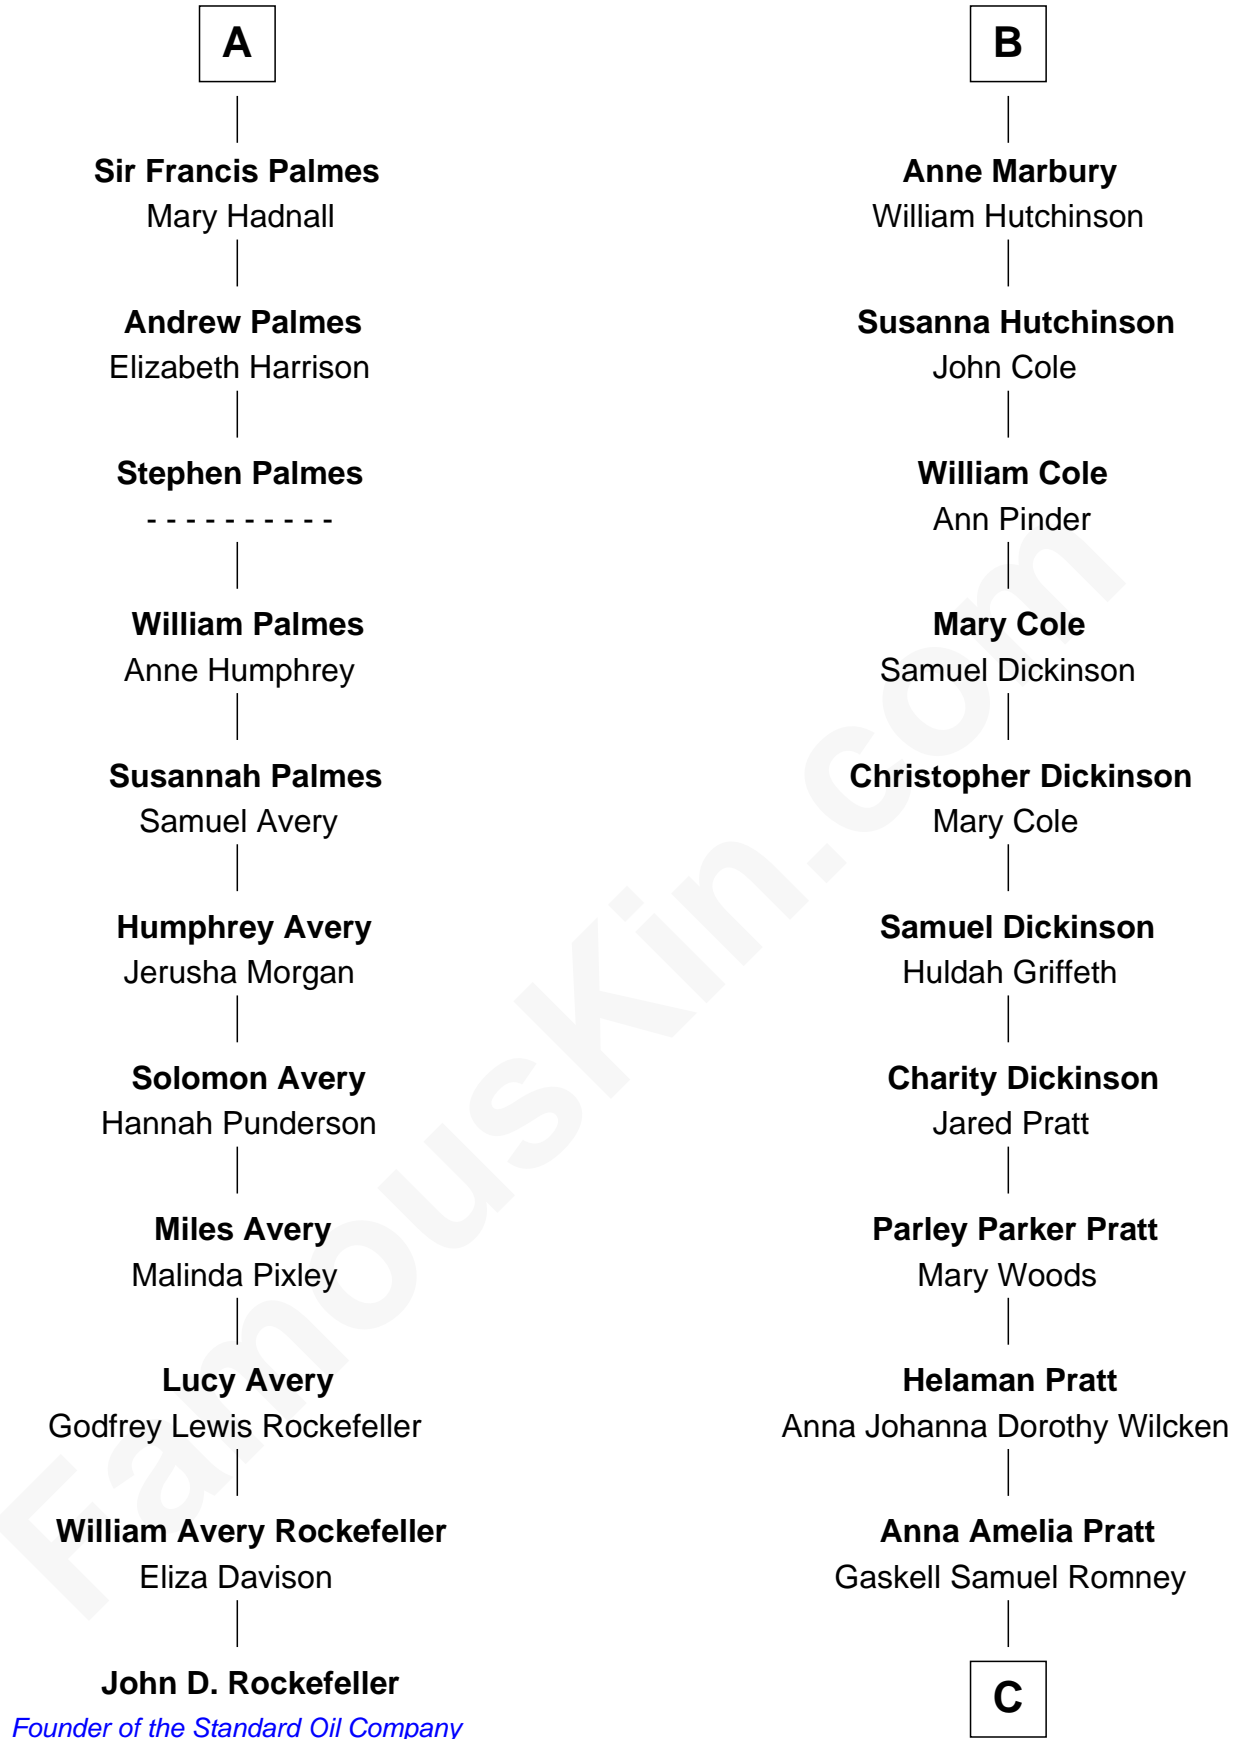 A
Sir Francis Palmes
Mary Hadnall
Andrew Palmes
Elizabeth Harrison
Stephen Palmes
- - - - - - - - - -
William Palmes
Anne Humphrey
Susannah Palmes
Samuel Avery
Humphrey Avery
Jerusha Morgan
Solomon Avery
Hannah Punderson
Miles Avery
Malinda Pixley
Lucy Avery
Godfrey Lewis Rockefeller
William Avery Rockefeller
Eliza Davison
John D. Rockefeller
Founder of the Standard Oil Company
B
Anne Marbury
William Hutchinson
Susanna Hutchinson
John Cole
William Cole
Ann Pinder
Mary Cole
Samuel Dickinson
Christopher Dickinson
Mary Cole
Samuel Dickinson
Huldah Griffeth
Charity Dickinson
Jared Pratt
Parley Parker Pratt
Mary Woods
Helaman Pratt
Anna Johanna Dorothy Wilcken
Anna Amelia Pratt
Gaskell Samuel Romney
C
FamousKin.com